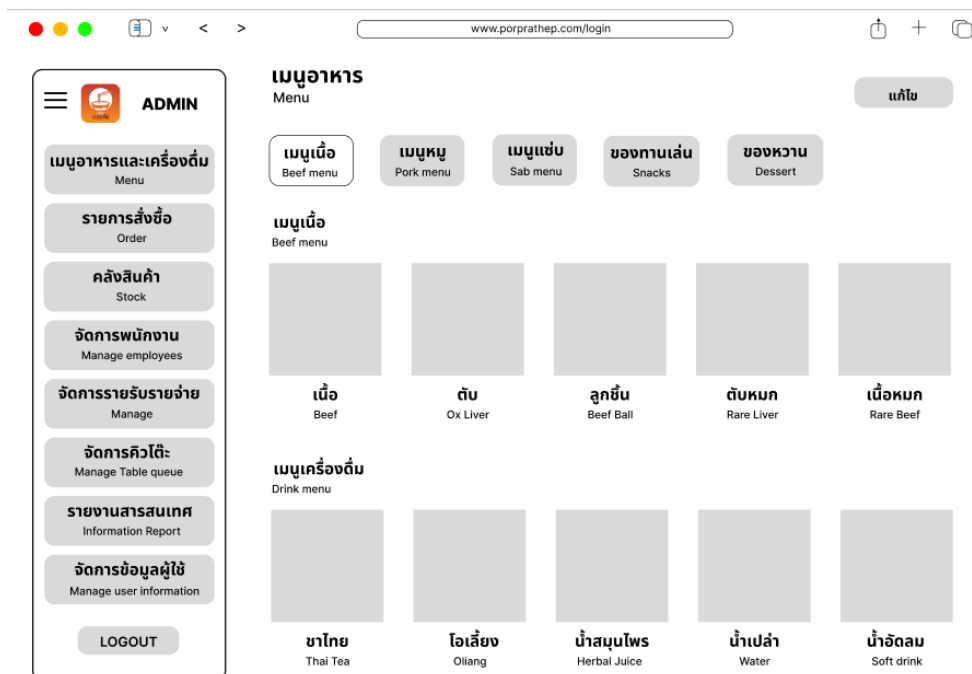 www.porprathep.com/login
ADMIN
เมนูอาหารและเครื่องดื่ม
Menu
รายการสั่งซื้อ
Order
คลังสินค้า
Stock
จัดการพนักงาน
Manage employees
จัดการรายรับรายจ่าย
Manage
จัดการคิวโต๊ะ
Manage Table queue
รายงานสารสนเทศ
Information Report
จัดการข้อมูลผู้ใช้
Manage user information
LOGOUT
เมนูอาหาร
Menu
แก้ไข
เมนูเนื้อ
Beef menu
เมนูหมู
Pork menu
เมนูแซ่บ
Sab menu
ของทานเล่น
Snacks
ของหวาน
Dessert
เมนูเนื้อ
Beef menu
เนื้อ
Beef
ตับ
Ox Liver
ลูกชิ้น
Beef Ball
ตับหมก
Rare Liver
เนื้อหมก
Rare Beef
เมนูเครื่องดื่ม
Drink menu
ชาไทย
Thai Tea
โอเลี้ยง
Oliang
น้ำสมุนไพร
Herbal Juice
น้ำเปล่า
Water
น้ำอัดลม
Soft drink